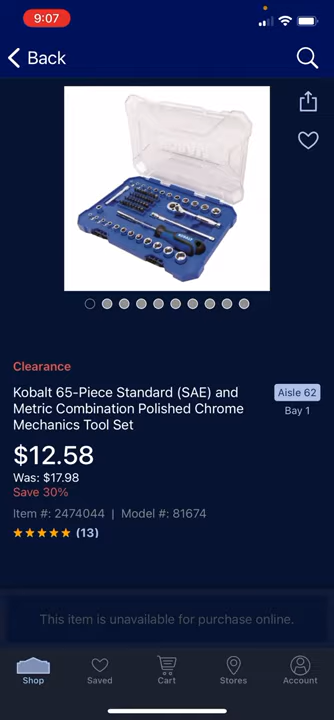 9:07
Back
Clearance
Kobalt 65-Piece Standard (SAE) and
Metric Combination Polished Chrome
Mechanics Tool Set
Aisle 62
Bay 1
$12.58
Was: $17.98
Save 30%
Item #: 2474044 | Model #: 81674
(13)
This item is unavailable for purchase online.
Shop
Saved
Cart
Stores
Account